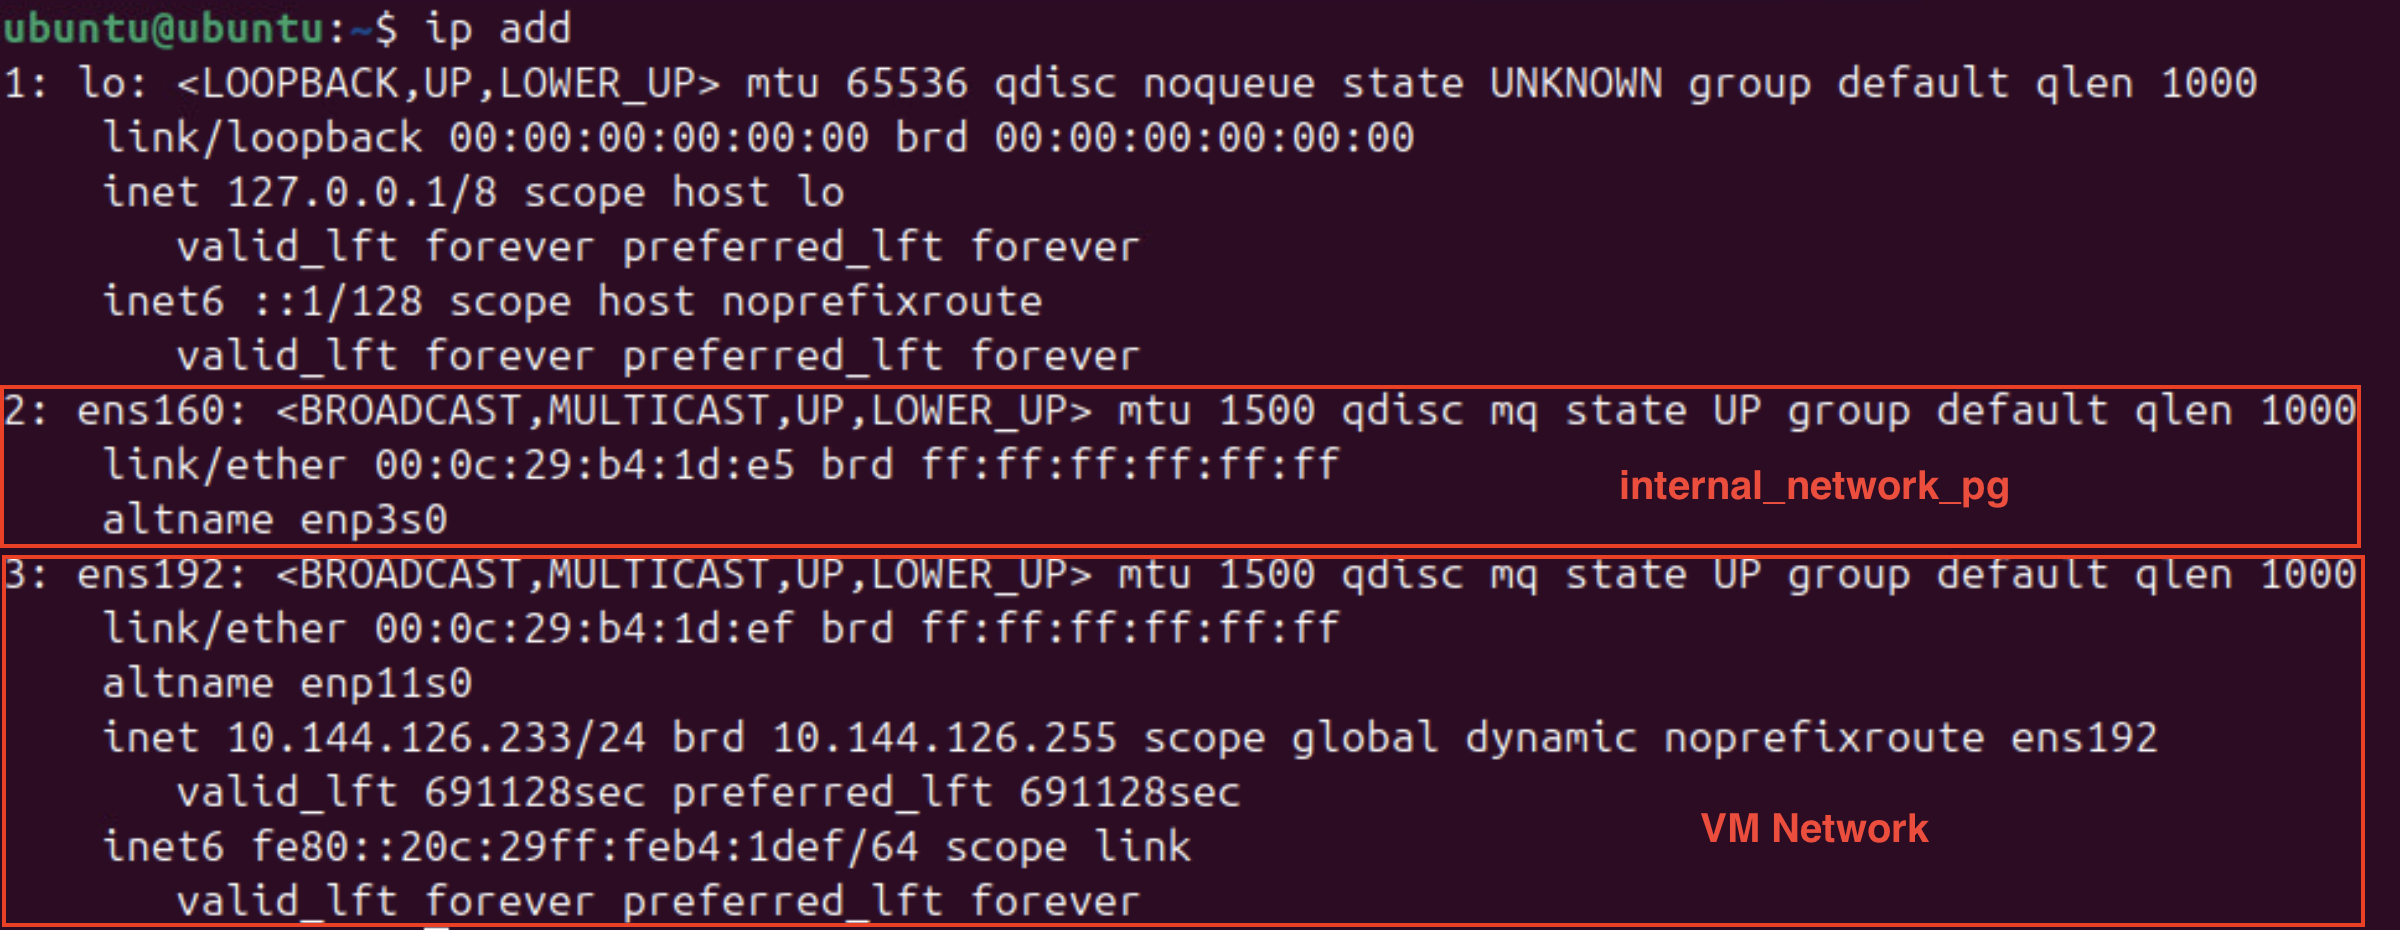 ubuntu@ubuntu:~$ ip add
1: lo: <LOOPBACK,UP,LOWER_UP> mtu 65536 qdisc noqueue state UNKNOWN group default qlen 1000
link/loopback 00:00:00:00:00:00 brd 00:00:00:00:00:00
inet 127.0.0.1/8 scope host lo
valid_lft forever preferred_lft forever
inet6 ::1/128 scope host noprefixroute
valid_lft forever preferred_lft forever
2: ens160: <BROADCAST,MULTICAST,UP,LOWER_UP> mtu 1500 qdisc mq state UP group default qlen 1000
link/ether 00:0c:29:b4:1d:e5 brd ff:ff:ff:ff:ff:ff
internal_network_pg
altname enp3s0
3: ens192: <BROADCAST,MULTICAST,UP,LOWER_UP> mtu 1500 qdisc mq state UP group default qlen 1000
link/ether 00:0c:29:b4:1d:ef brd ff:ff:ff:ff:ff:ff
altname enp11s0
inet 10.144.126.233/24 brd 10.144.126.255 scope global dynamic noprefixroute ens192
valid_lft 691128sec preferred_lft 691128sec
VM Network
inet6 fe80::20c:29ff:feb4:1def/64 scope link
valid_lft forever preferred_lft forever